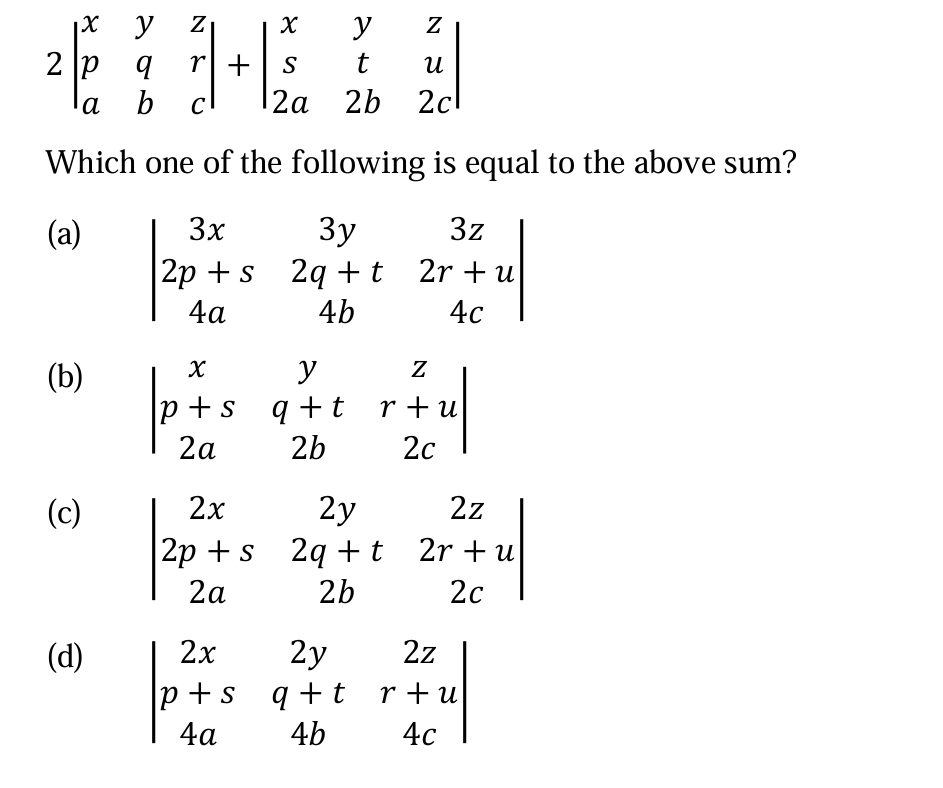 2 |x y z| + |x y z|
|p q r| |s t u|
|a b c| |2a 2b 2c|
Which one of the following is equal to the above sum?
(a) |3x 3y 3z|
|2p + s 2q + t 2r + u|
|4a 4b 4c|
(b) |x y z|
|p + s q + t r + u|
|2a 2b 2c|
(c) |2x 2y 2z|
|2p + s 2q + t 2r + u|
|2a 2b 2c|
(d) |2x 2y 2z|
|p + s q + t r + u|
|4a 4b 4c|